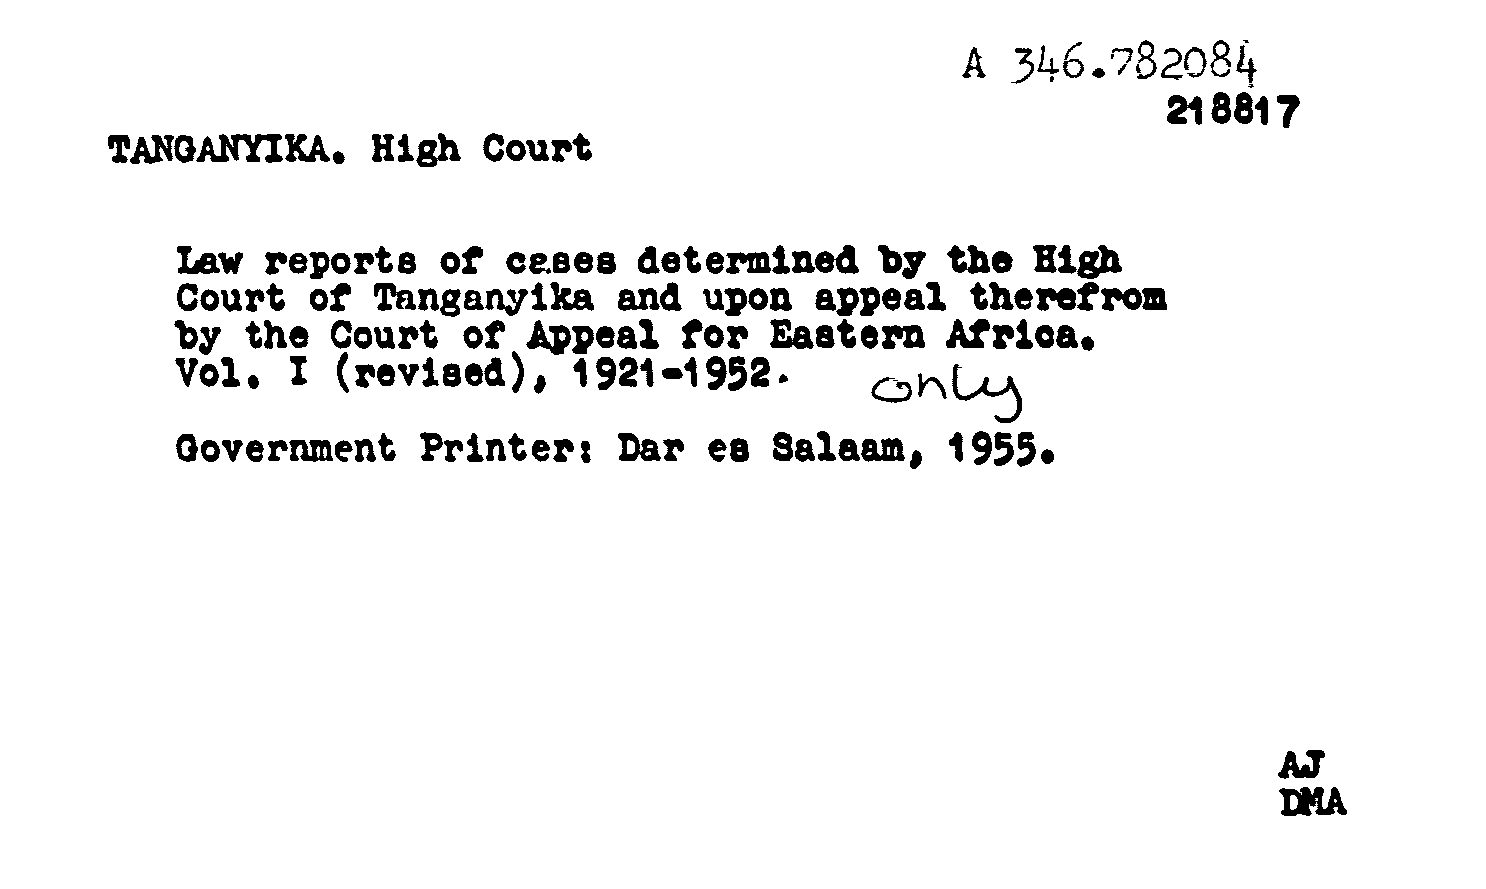 A 346.782084
218817
TANGANYIKA. High Court
Law reports of cases determined by the High
Court of Tanganyika and upon appeal therefrom
by the Court of Appeal for Eastern Africa.
Vol. I (revised), 1921-1952. only
Government Printer: Dar es Salaam, 1955.
AJ
DMA